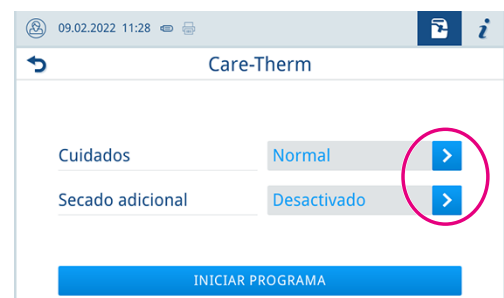 09.02.2022 11:28
Care-Therm
Cuidados Normal
Secado adicional Desactivado
INICIAR PROGRAMA